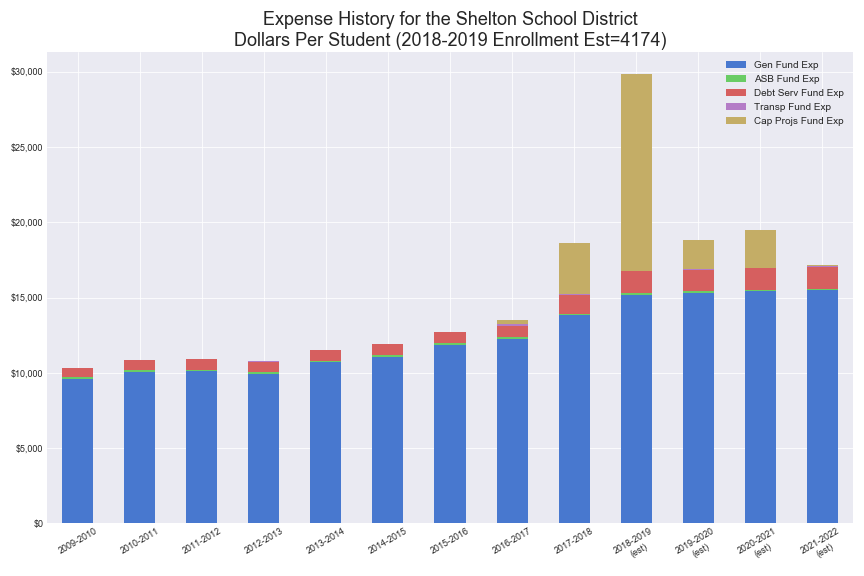 Expense History for the Shelton School District
Dollars Per Student (2018-2019 Enrollment Est=4174)
Gen Fund Exp
ASB Fund Exp
Debt Serv Fund Exp
Transp Fund Exp
Cap Projs Fund Exp
$30,000
$25,000
$20,000
$15,000
$10,000
$5,000
$0
2009-2010
2010-2011
2011-2012
2012-2013
2013-2014
2014-2015
2015-2016
2016-2017
2017-2018
2018-2019
(est)
2019-2020
(est)
2020-2021
(est)
2021-2022
(est)